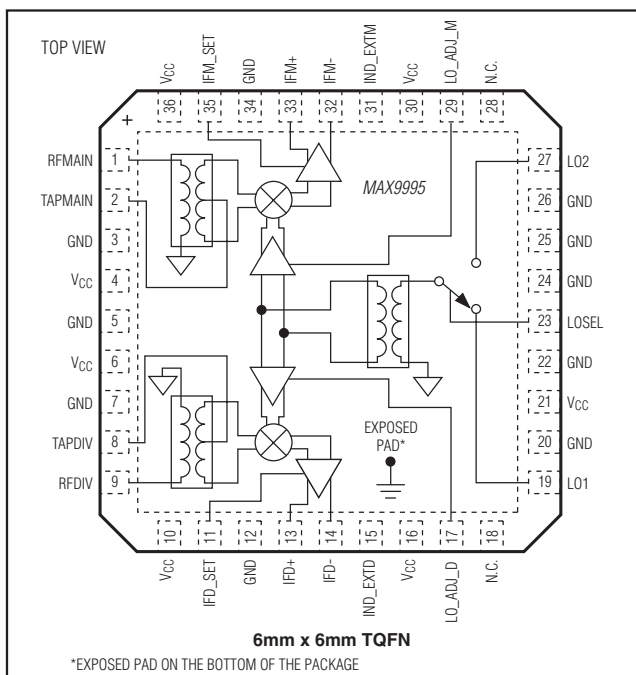 TOP VIEW
VCC
IFM_SET
GND
IFM+
IFM-
IND_EXTM
VCC
LO_ADJ_M
N.C.
36
35
34
33
32
31
30
29
28
+
RFMAIN 1
TAPMAIN 2
GND 3
VCC 4
GND 5
VCC 6
GND 7
TAPDIV 8
RFDIV 9
MAX9995
27 LO2
26 GND
25 GND
24 GND
23 LOSEL
22 GND
21 VCC
20 GND
19 LO1
EXPOSED
PAD*
10
11
12
13
14
15
16
17
18
VCC
IFD_SET
GND
IFD+
IFD-
IND_EXTD
VCC
LO_ADJ_D
N.C.
6mm x 6mm TQFN
*EXPOSED PAD ON THE BOTTOM OF THE PACKAGE